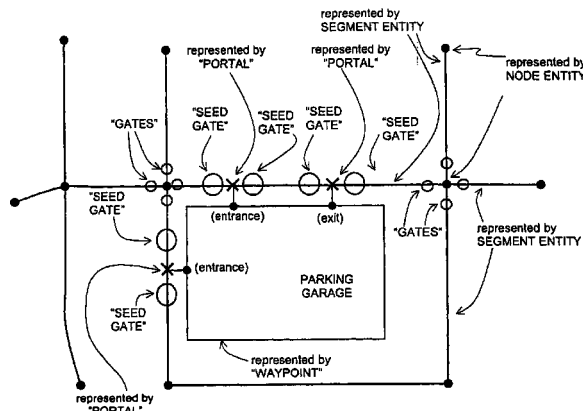 represented by
SEGMENT ENTITY
represented by
"PORTAL"
represented by
"PORTAL"
represented by
NODE ENTITY
"SEED
GATE"
"SEED
GATE"
"SEED
GATE"
"SEED
GATE"
"GATES"
(entrance)
(exit)
"GATES"
represented by
SEGMENT ENTITY
"SEED
GATE"
(entrance)
PARKING
GARAGE
"SEED
GATE"
represented by
"WAYPOINT"
represented by
"PORTAL"